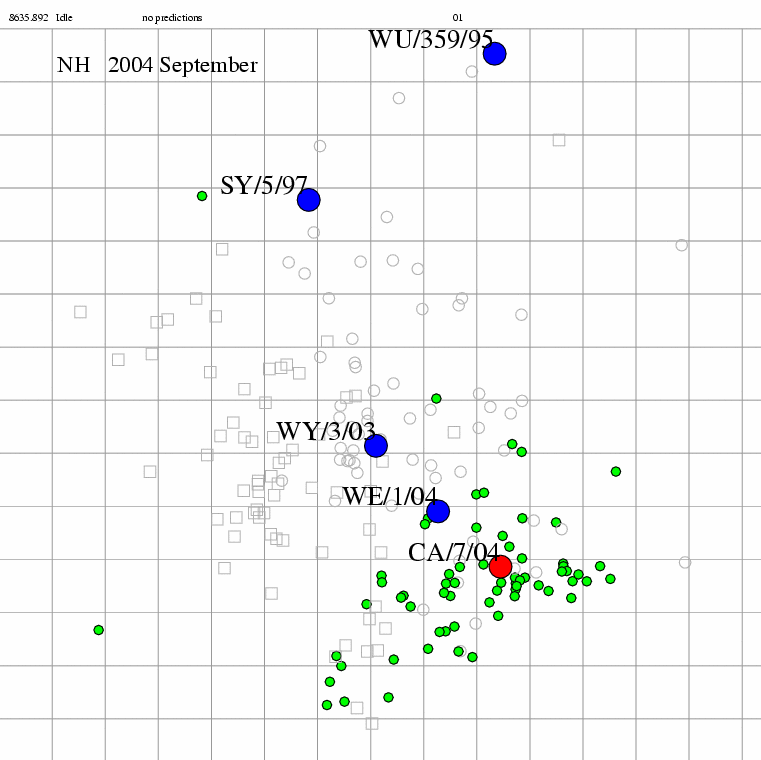 8635.892 Idle no predictions 01
WU/359/95
NH 2004 September
SY/5/97
WY/3/03
WE/1/04
CA/7/04